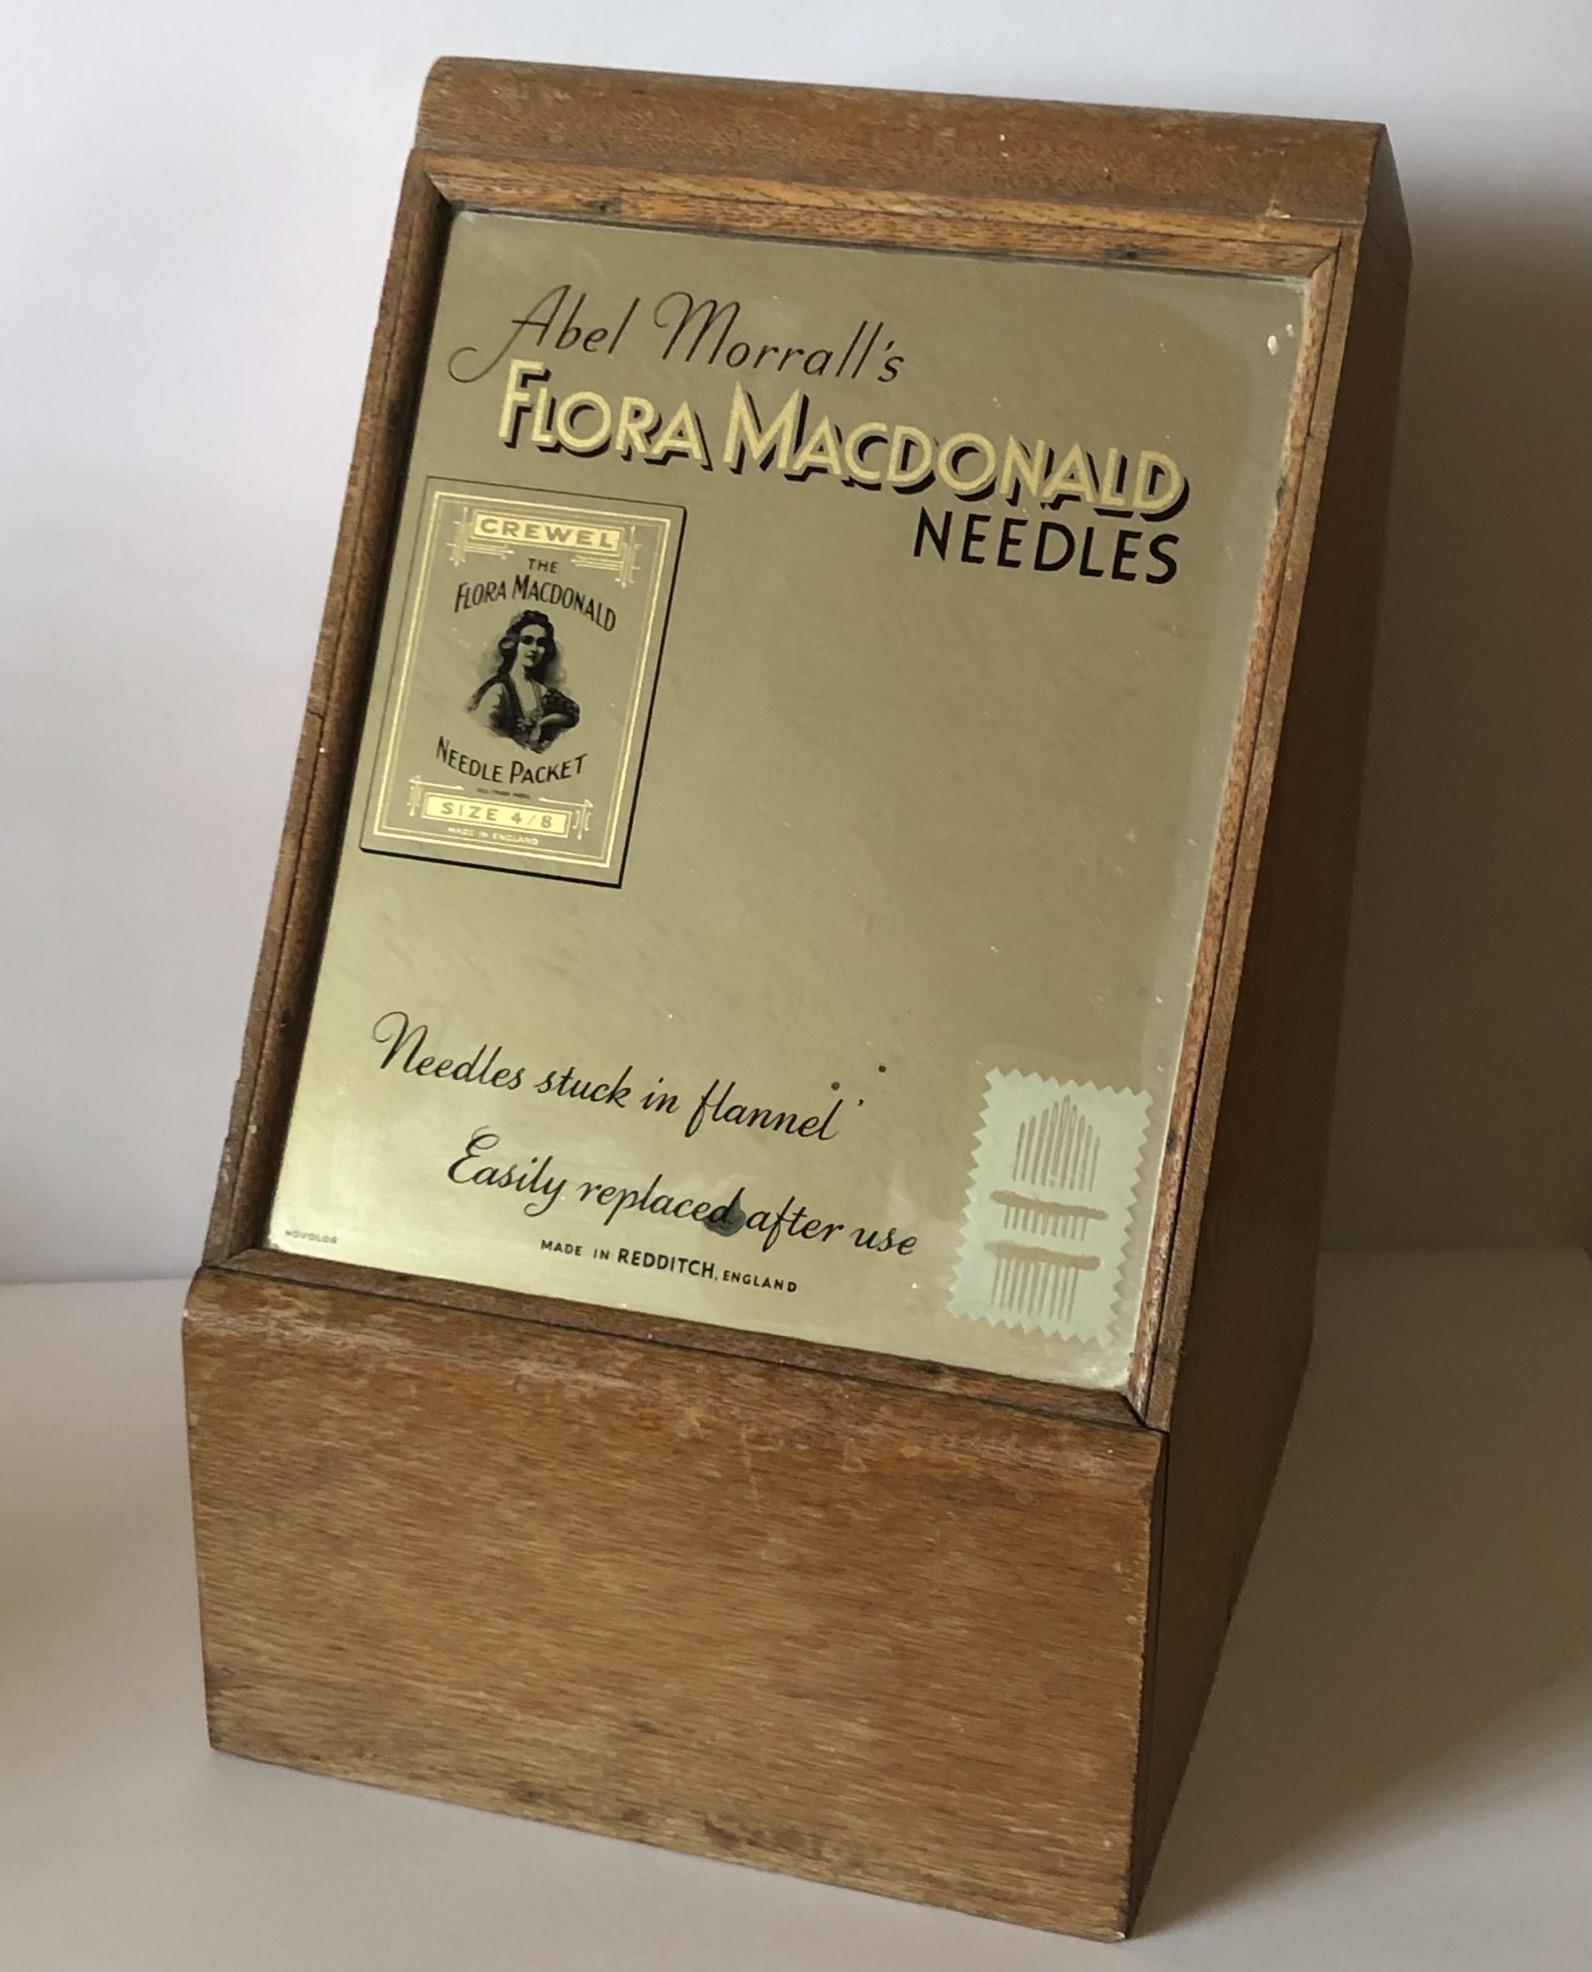 Abel Morrall's
FLORA MACDONALD
NEEDLES
CREWEL
THE
FLORA MACDONALD
NEEDLE PACKET
SIZE 4/8
MADE IN ENGLAND
Needles stuck in flannel
Easily replaced after use
MADE IN REDDITCH, ENGLAND
NOVOLOR